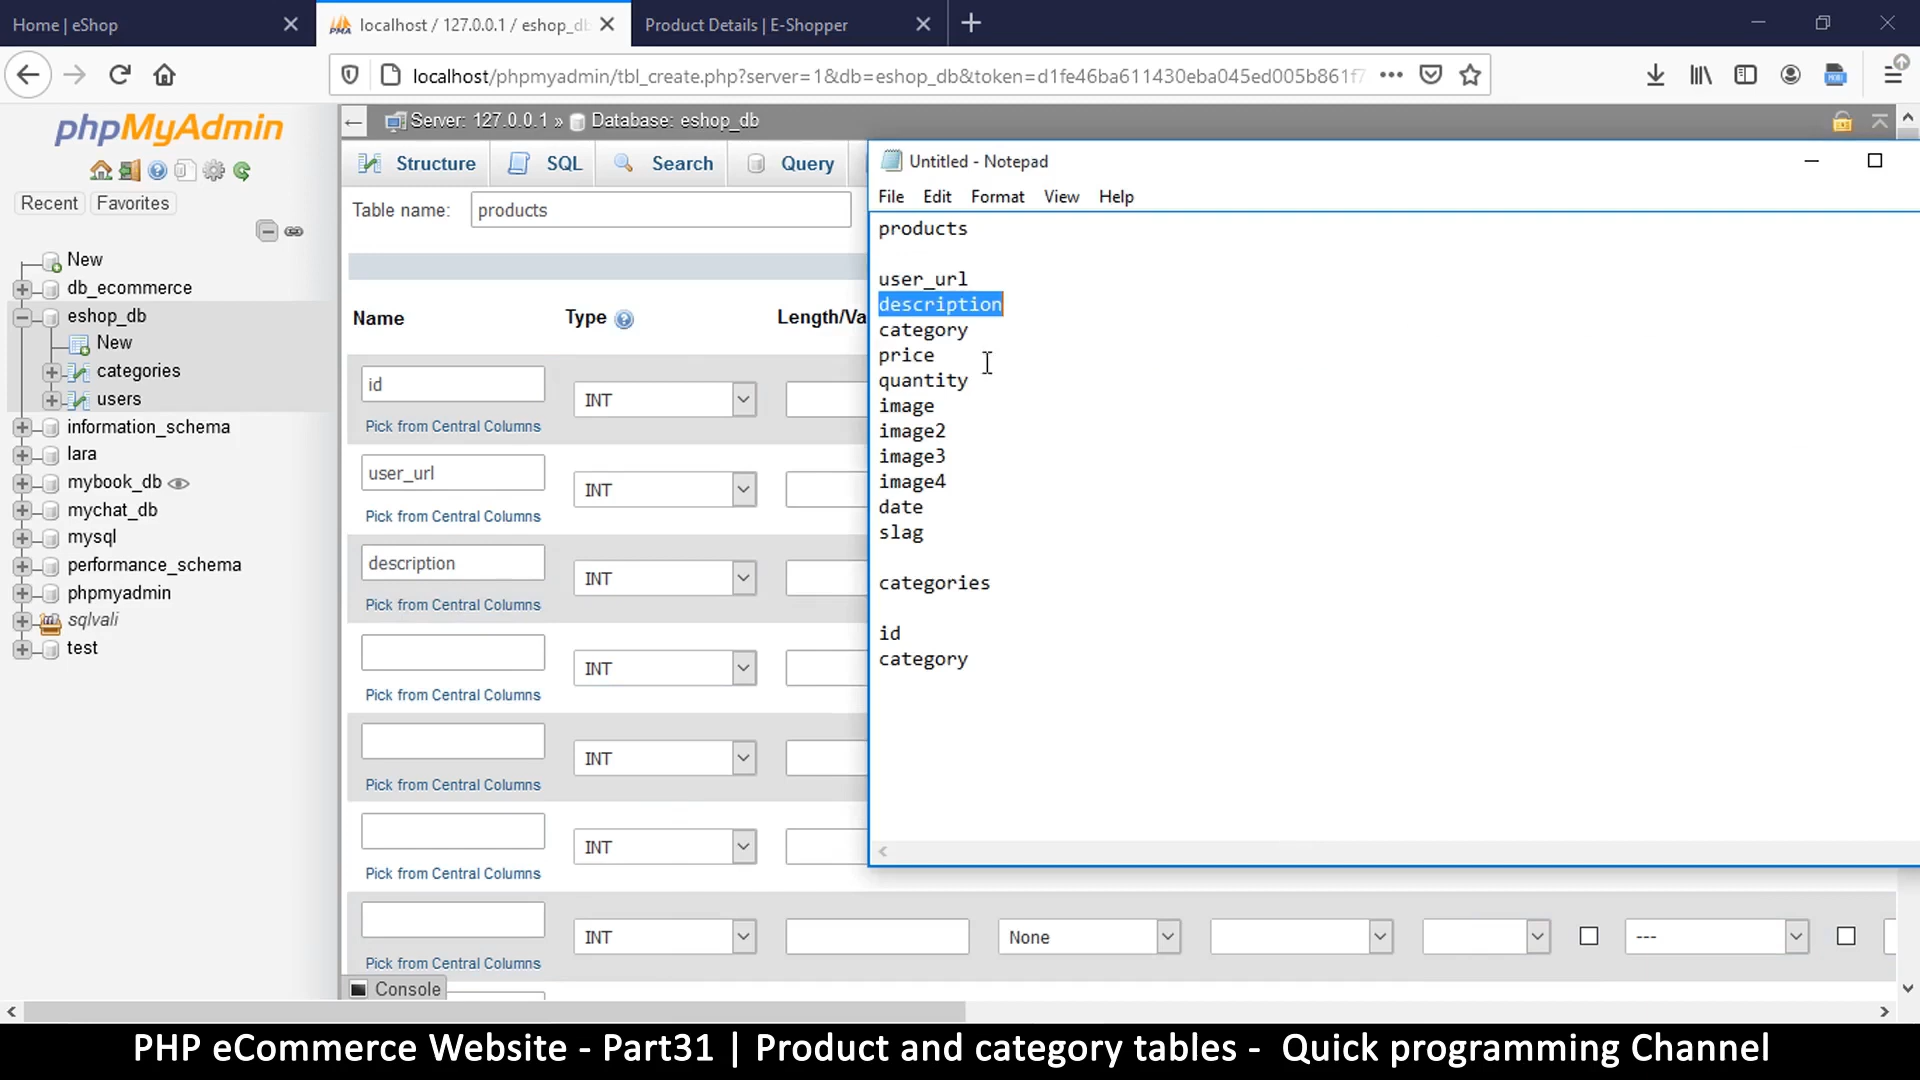 Home | eShop
localhost / 127.0.0.1 / eshop_db
Product Details | E-Shopper
localhost/phpmyadmin/tbl_create.php?server=1&db=eshop_db&token=d1fe46ba611430eba045ed005b861f7
phpMyAdmin
Recent
Favorites
New
db_ecommerce
eshop_db
New
categories
users
information_schema
lara
mybook_db
mychat_db
mysql
performance_schema
phpmyadmin
sqlvali
test
Server: 127.0.0.1 » Database: eshop_db
Structure
SQL
Search
Query
Table name: products
Name
Type
Length/Va
id
INT
Pick from Central Columns
user_url
INT
Pick from Central Columns
description
INT
Pick from Central Columns
INT
Pick from Central Columns
INT
Pick from Central Columns
INT
Pick from Central Columns
INT
None
---
Pick from Central Columns
Console
Untitled - Notepad
File Edit Format View Help
products
user_url
description
category
price
quantity
image
image2
image3
image4
date
slag
categories
id
category
PHP eCommerce Website - Part31 | Product and category tables - Quick programming Channel